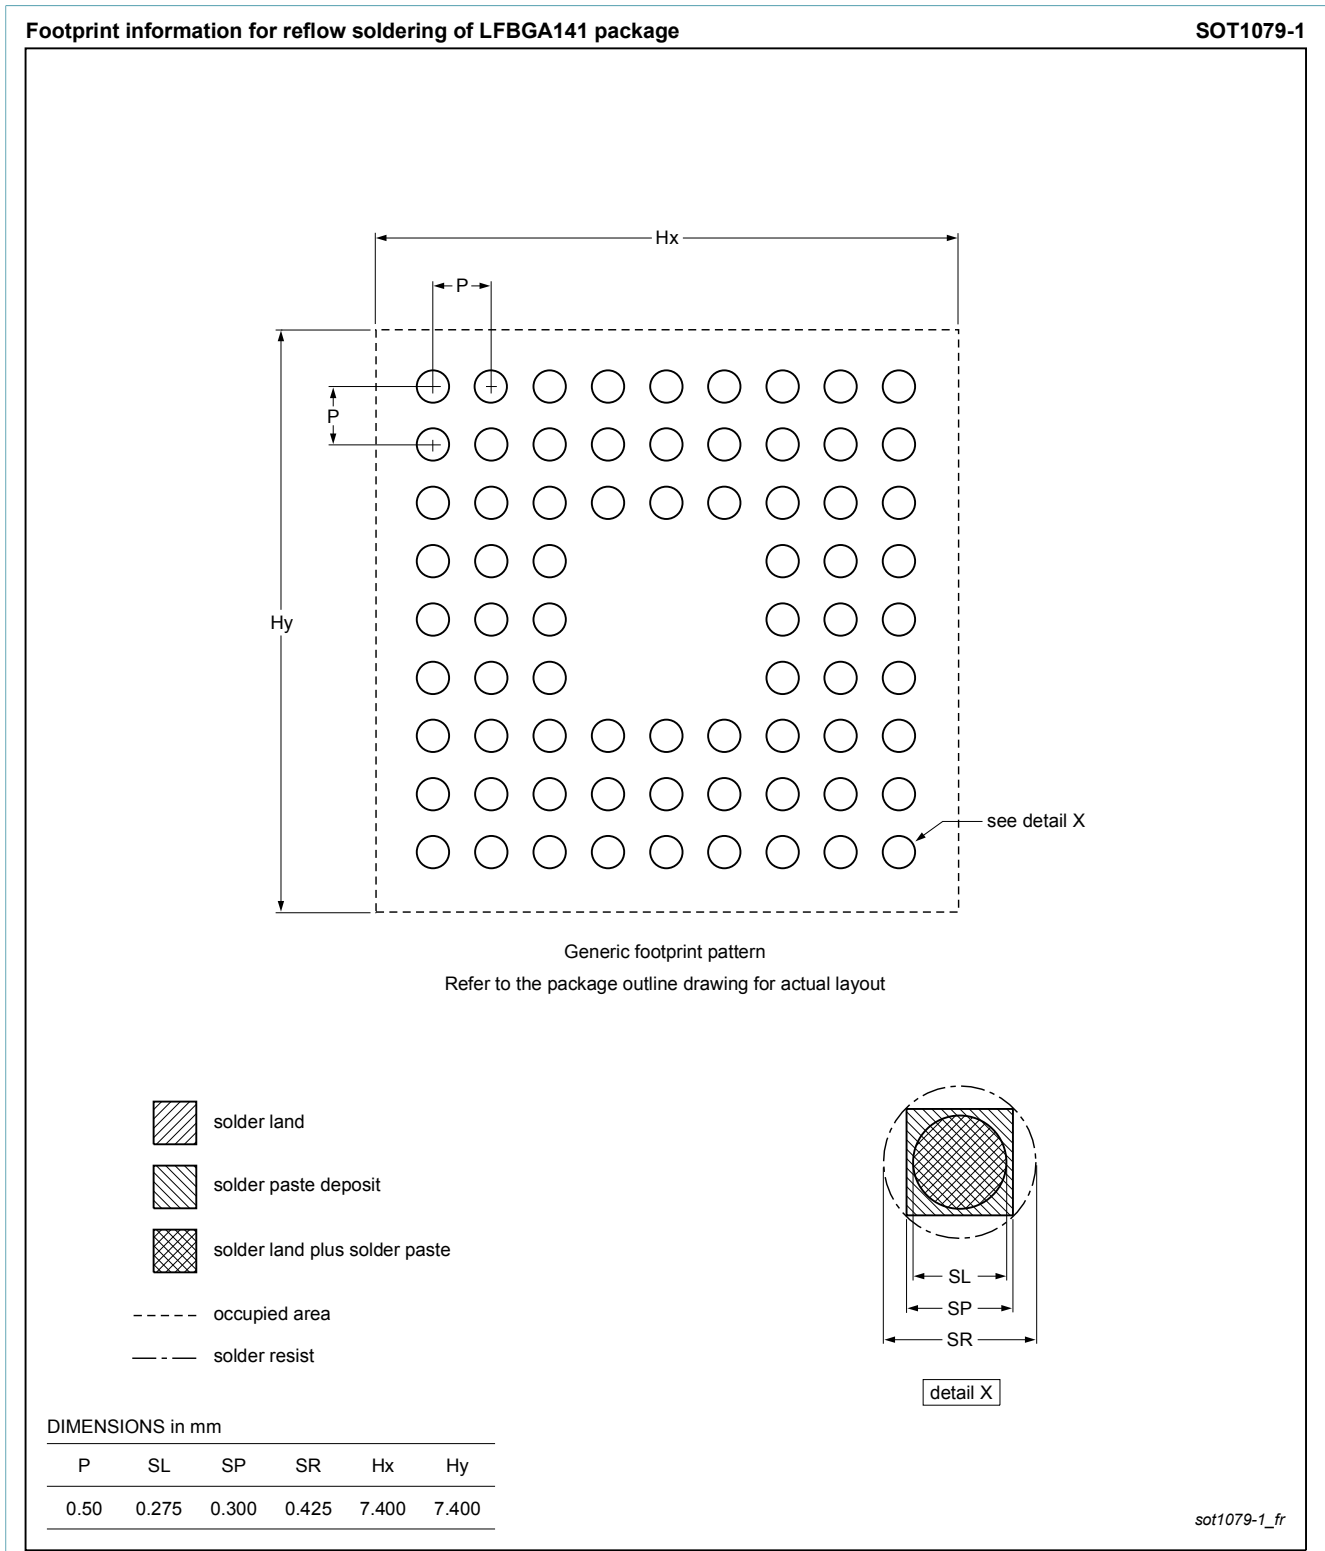 Footprint information for reflow soldering of LFBGA141 package SOT1079-1
Hx
P
P
Hy
see detail X
Generic footprint pattern
Refer to the package outline drawing for actual layout
solder land
solder paste deposit
solder land plus solder paste
occupied area
solder resist
SL
SP
SR
detail X
DIMENSIONS in mm
P SL SP SR Hx Hy
0.50 0.275 0.300 0.425 7.400 7.400
sot1079-1_fr